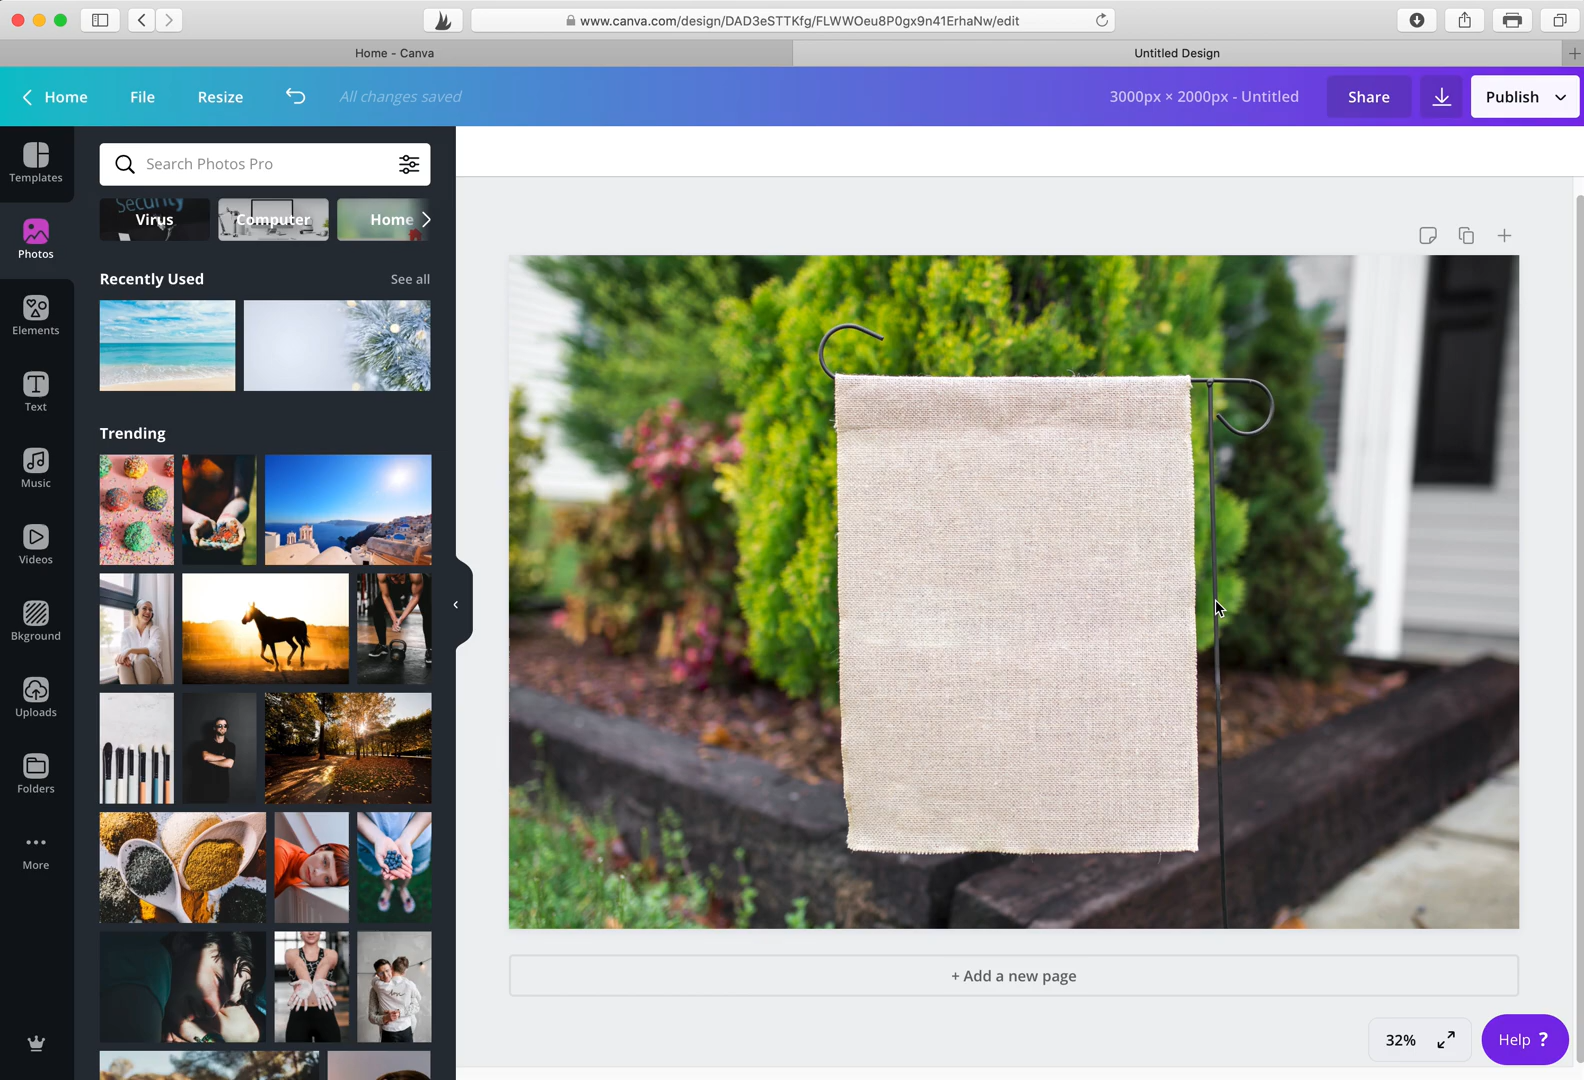 www.canva.com/design/DAD3eSTTKfg/FLWWOeu8P0gx9n41ErhaNw/edit
Home - Canva
Untitled Design
Home
File
Resize
All changes saved
3000px × 2000px - Untitled
Share
Publish
Templates
Photos
Elements
Text
Music
Videos
Bkground
Uploads
Folders
More
Search Photos Pro
Security
Virus
Computer
Home
Recently Used
See all
Trending
+ Add a new page
32%
Help ?